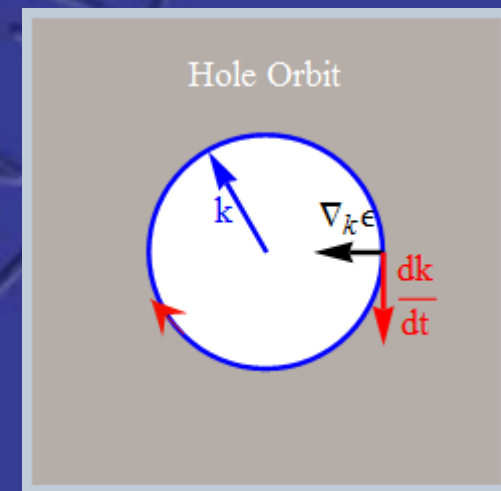 Hole Orbit
k
∇ₖϵ
dk
dt